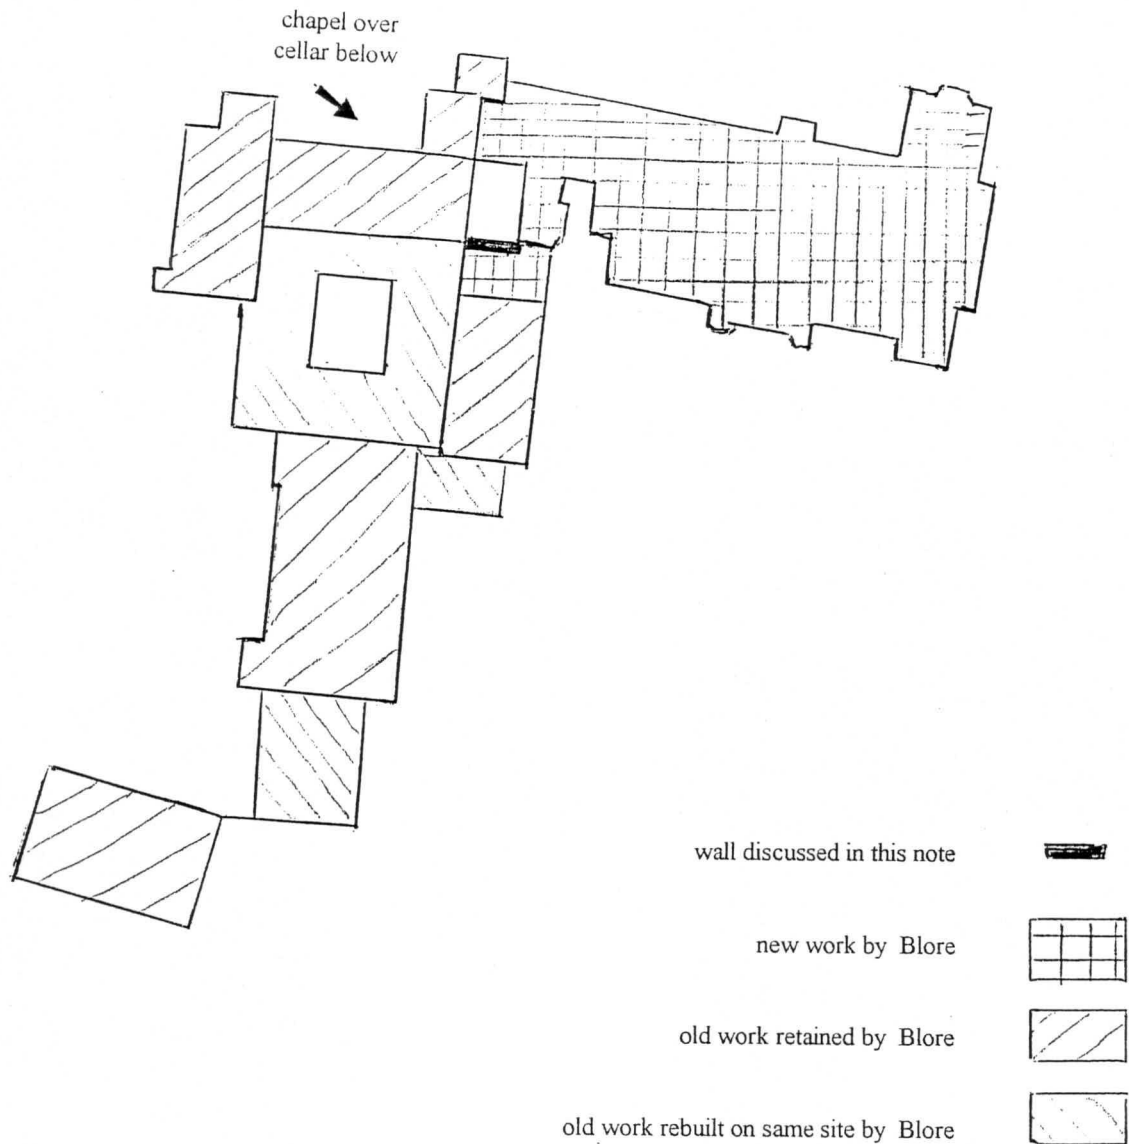 chapel over
cellar below
wall discussed in this note
new work by Blore
old work retained by Blore
old work rebuilt on same site by Blore